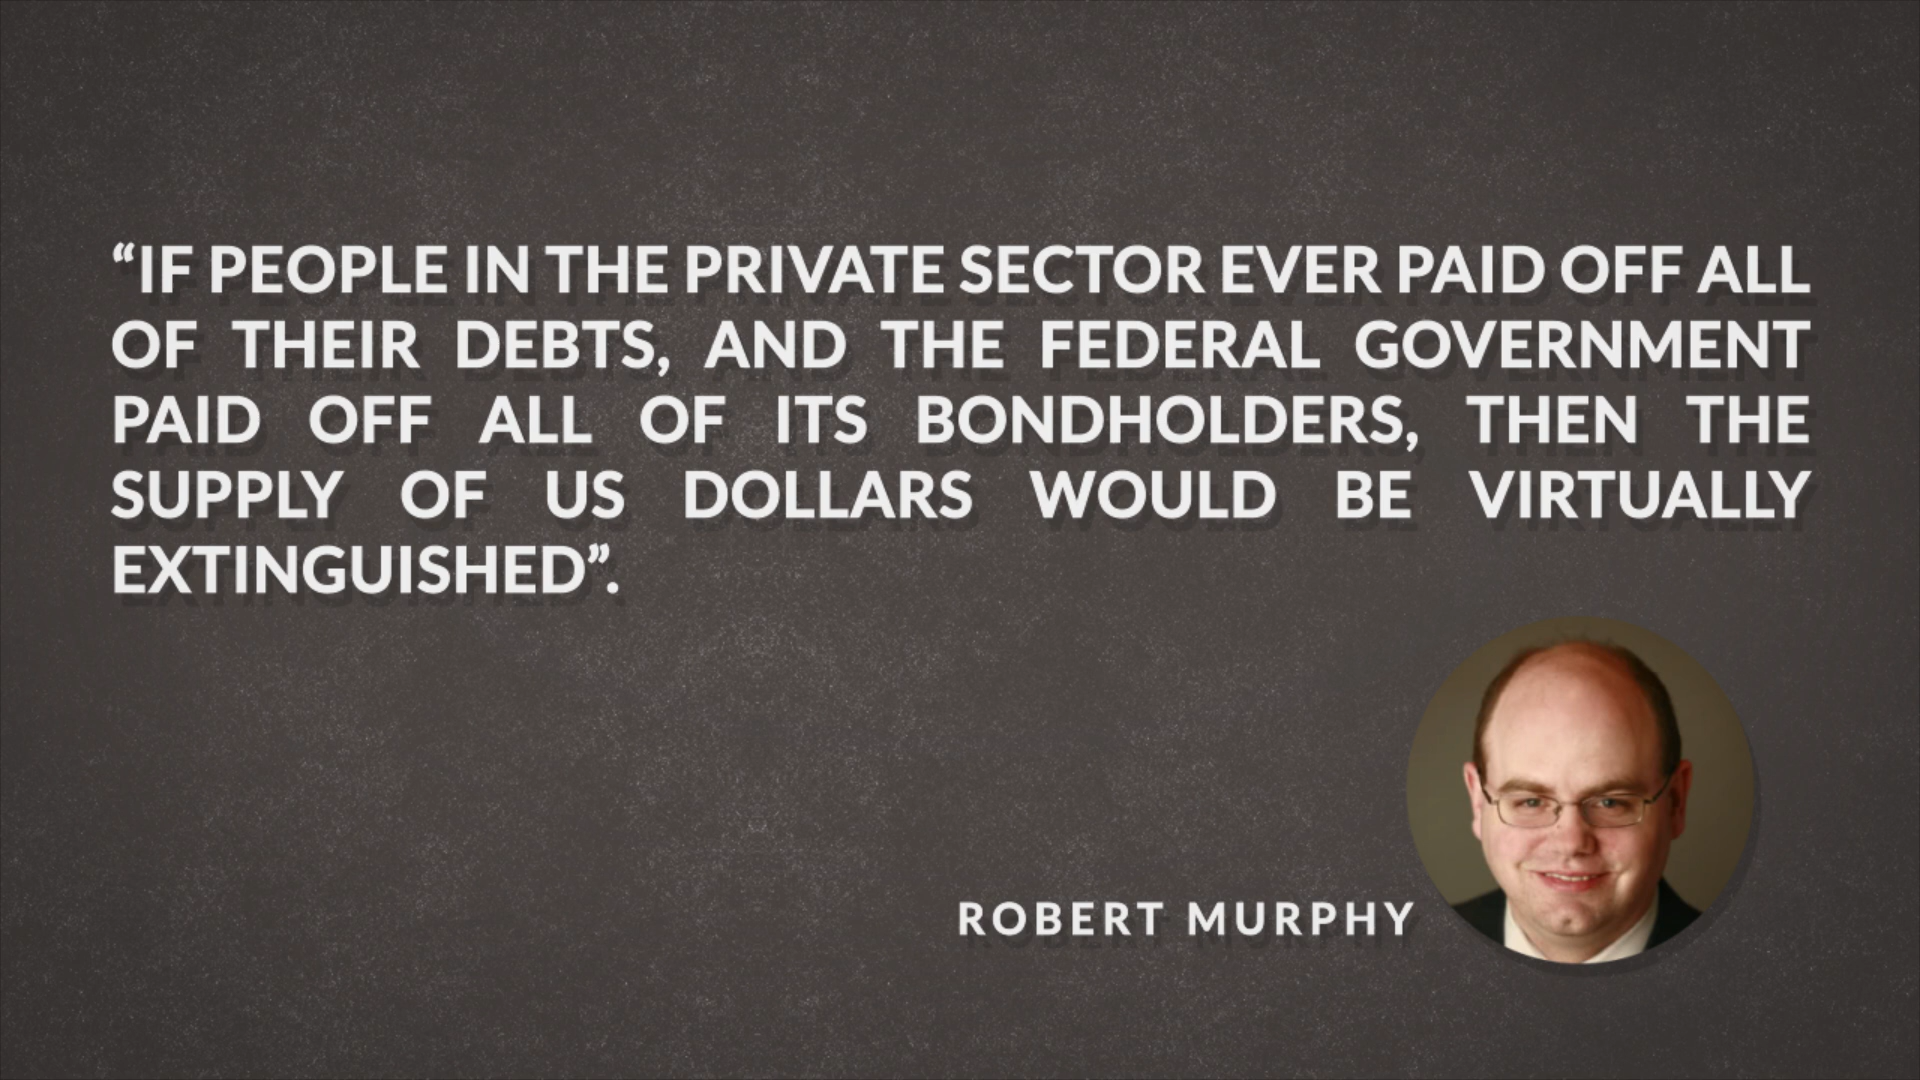 “IF PEOPLE IN THE PRIVATE SECTOR EVER PAID OFF ALL
OF THEIR DEBTS, AND THE FEDERAL GOVERNMENT
PAID OFF ALL OF ITS BONDHOLDERS, THEN THE
SUPPLY OF US DOLLARS WOULD BE VIRTUALLY
EXTINGUISHED”.
ROBERT MURPHY